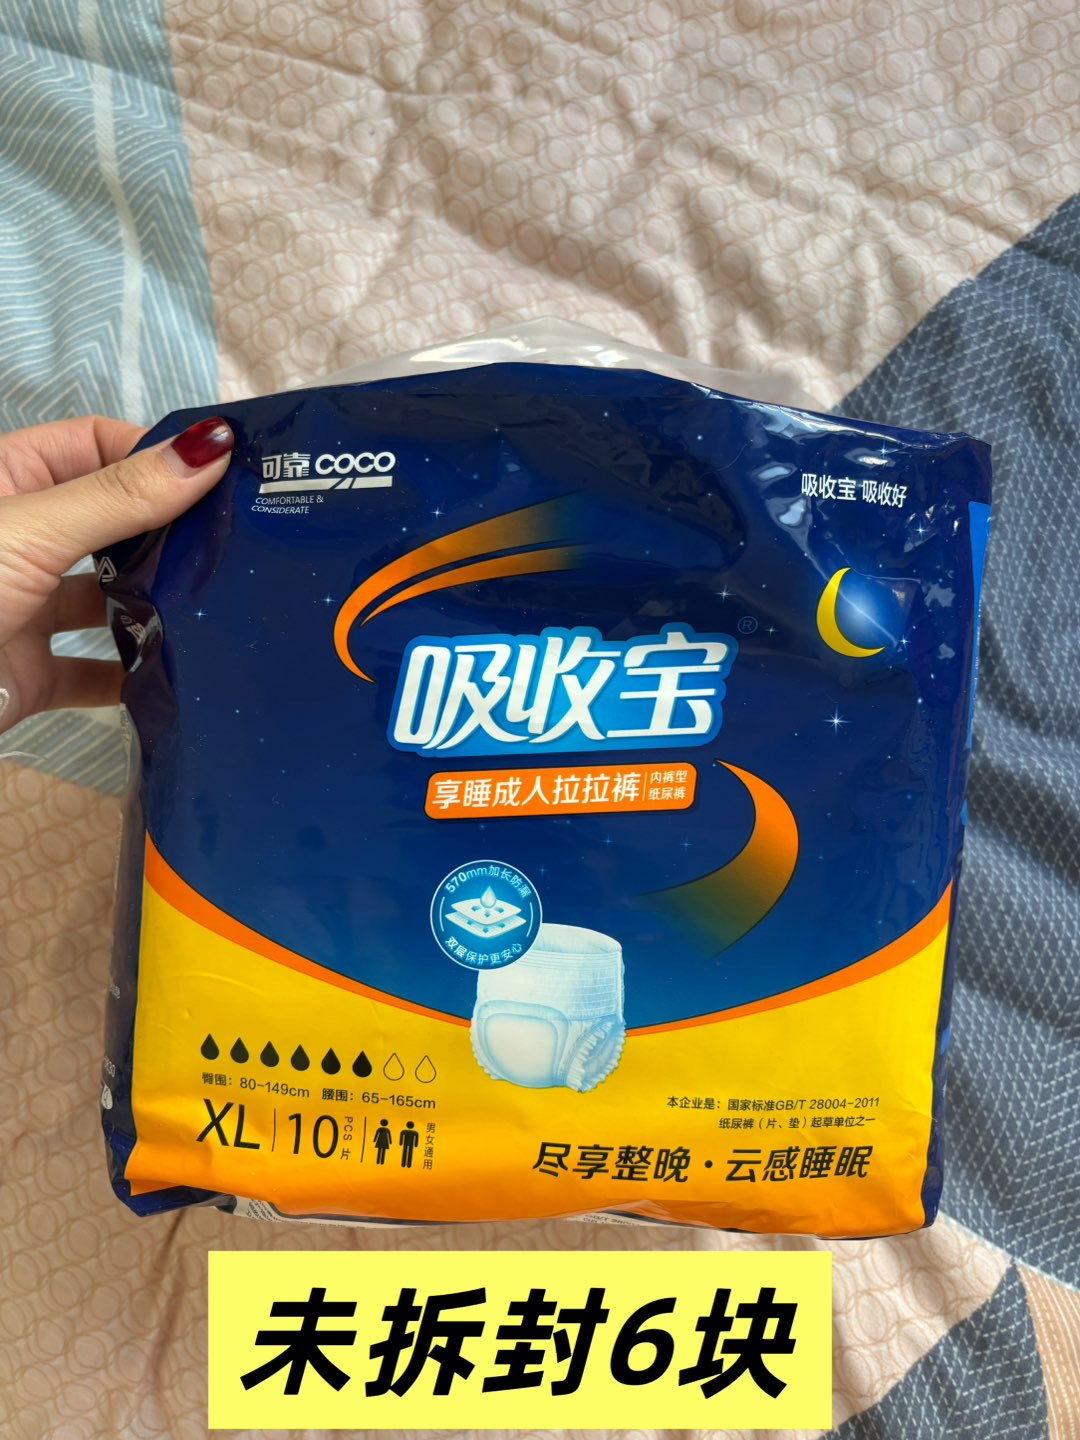 可靠 COCO
COMFORTABLE &
CONSIDERATE
吸收宝 吸收好
吸收宝®
享睡成人拉拉裤 内裤型
纸尿裤
570mm加长防漏
双层保护更安心
臀围：80-149cm 腰围：65-165cm
XL 10 PCS 片 男女通用
本企业是：国家标准GB/T 28004-2011
纸尿裤（片、垫）起草单位之一
尽享整晚·云感睡眠
未拆封6块